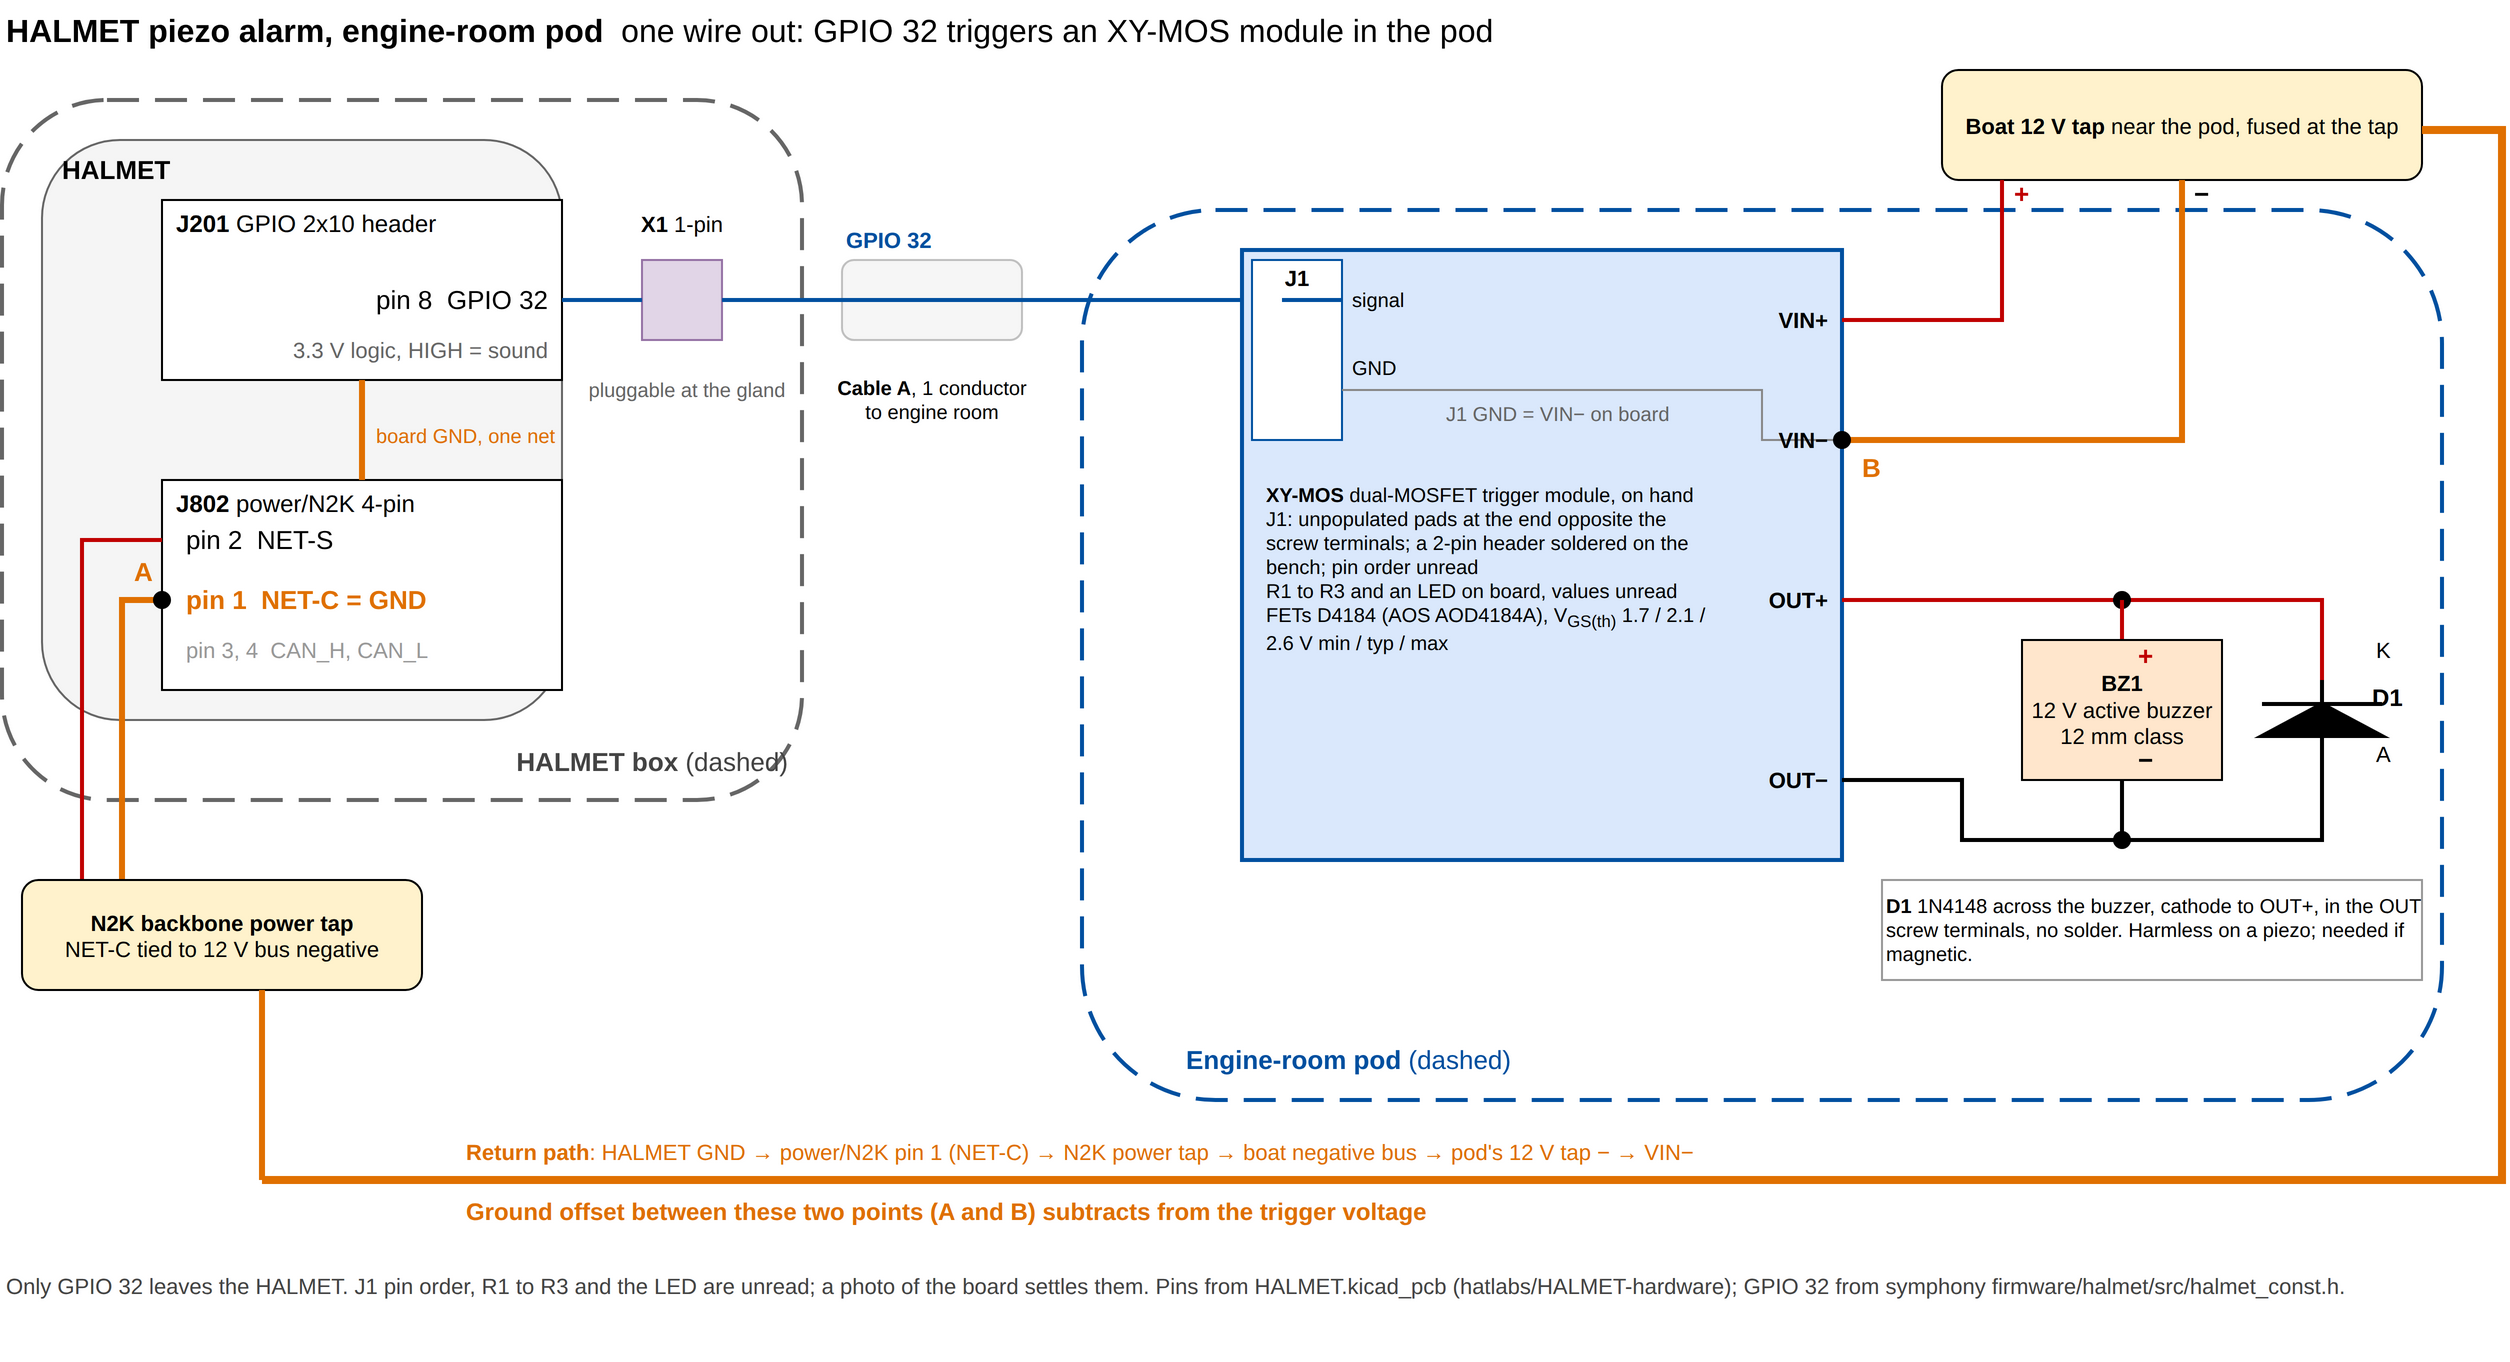 HALMET piezo alarm, engine-room pod  one wire out: GPIO 32 triggers an XY-MOS module in the pod
Boat 12 V tap near the pod, fused at the tap
+
−
HALMET
J201 GPIO 2x10 header
pin 8  GPIO 32
3.3 V logic, HIGH = sound
X1 1-pin
pluggable at the gland
GPIO 32
Cable A, 1 conductor
to engine room
board GND, one net
J802 power/N2K 4-pin
pin 2  NET-S
A
pin 1  NET-C = GND
pin 3, 4  CAN_H, CAN_L
HALMET box (dashed)
N2K backbone power tap
NET-C tied to 12 V bus negative
J1
signal
GND
J1 GND = VIN− on board
VIN+
VIN−
B
XY-MOS dual-MOSFET trigger module, on hand
J1: unpopulated pads at the end opposite the
screw terminals; a 2-pin header soldered on the
bench; pin order unread
R1 to R3 and an LED on board, values unread
FETs D4184 (AOS AOD4184A), VGS(th) 1.7 / 2.1 /
2.6 V min / typ / max
OUT+
OUT−
+
BZ1
12 V active buzzer
12 mm class
−
K
D1
A
D1 1N4148 across the buzzer, cathode to OUT+, in the OUT
screw terminals, no solder. Harmless on a piezo; needed if
magnetic.
Engine-room pod (dashed)
Return path: HALMET GND → power/N2K pin 1 (NET-C) → N2K power tap → boat negative bus → pod's 12 V tap − → VIN−
Ground offset between these two points (A and B) subtracts from the trigger voltage
Only GPIO 32 leaves the HALMET. J1 pin order, R1 to R3 and the LED are unread; a photo of the board settles them. Pins from HALMET.kicad_pcb (hatlabs/HALMET-hardware); GPIO 32 from symphony firmware/halmet/src/halmet_const.h.